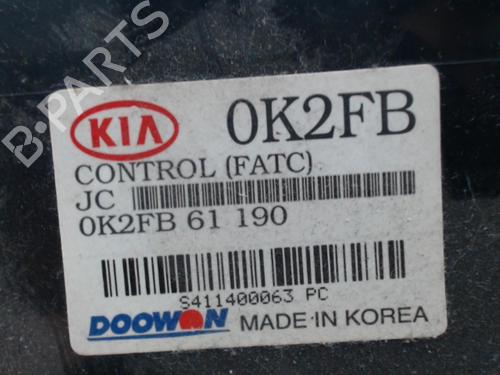 B-PARTS
KIA 0K2FB
CONTROL (FATC)
JC
0K2FB 61 190
S411400063 PC
DOOWON MADE IN KOREA